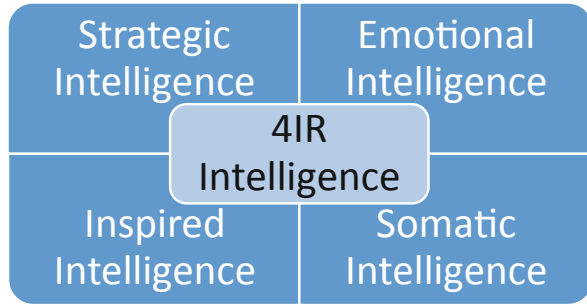 Strategic
Intelligence
Emotional
Intelligence
4IR
Intelligence
Inspired
Intelligence
Somatic
Intelligence